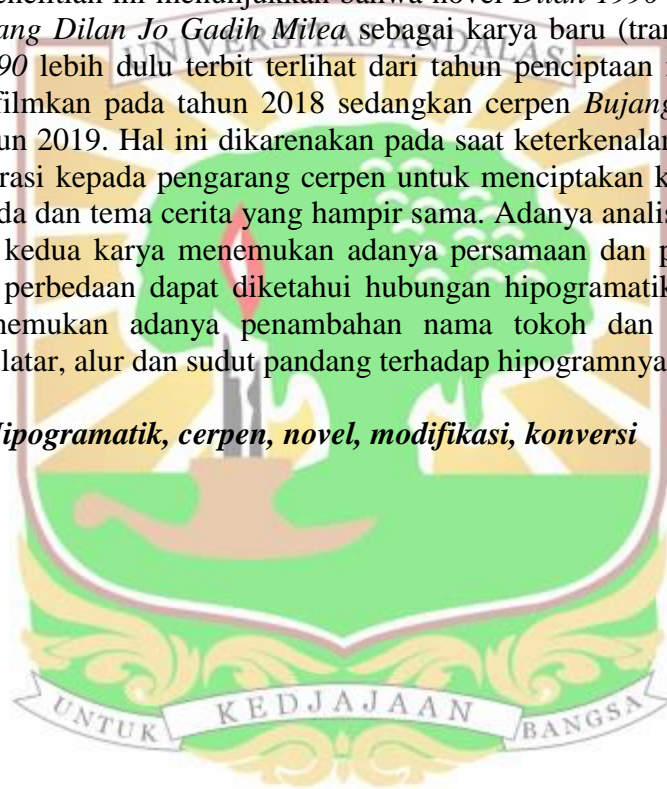 enelitian ini menunjukkan bahwa novel Dilan 1990
ang Dilan Jo Gadih Milea sebagai karya baru (tran
UNIVERSITAS ANDALAS
90 lebih dulu terbit terlihat dari tahun penciptaan
filmkan pada tahun 2018 sedangkan cerpen Bujang
un 2019. Hal ini dikarenakan pada saat keterkenalan
rasi kepada pengarang cerpen untuk menciptakan k
da dan tema cerita yang hampir sama. Adanya analis
kedua karya menemukan adanya persamaan dan p
perbedaan dapat diketahui hubungan hipogramatik
nemukan adanya penambahan nama tokoh dan
latar, alur dan sudut pandang terhadap hipogramnya
Hipogramatik, cerpen, novel, modifikasi, konversi
UNTUK KEDJAJAAN BANGSA